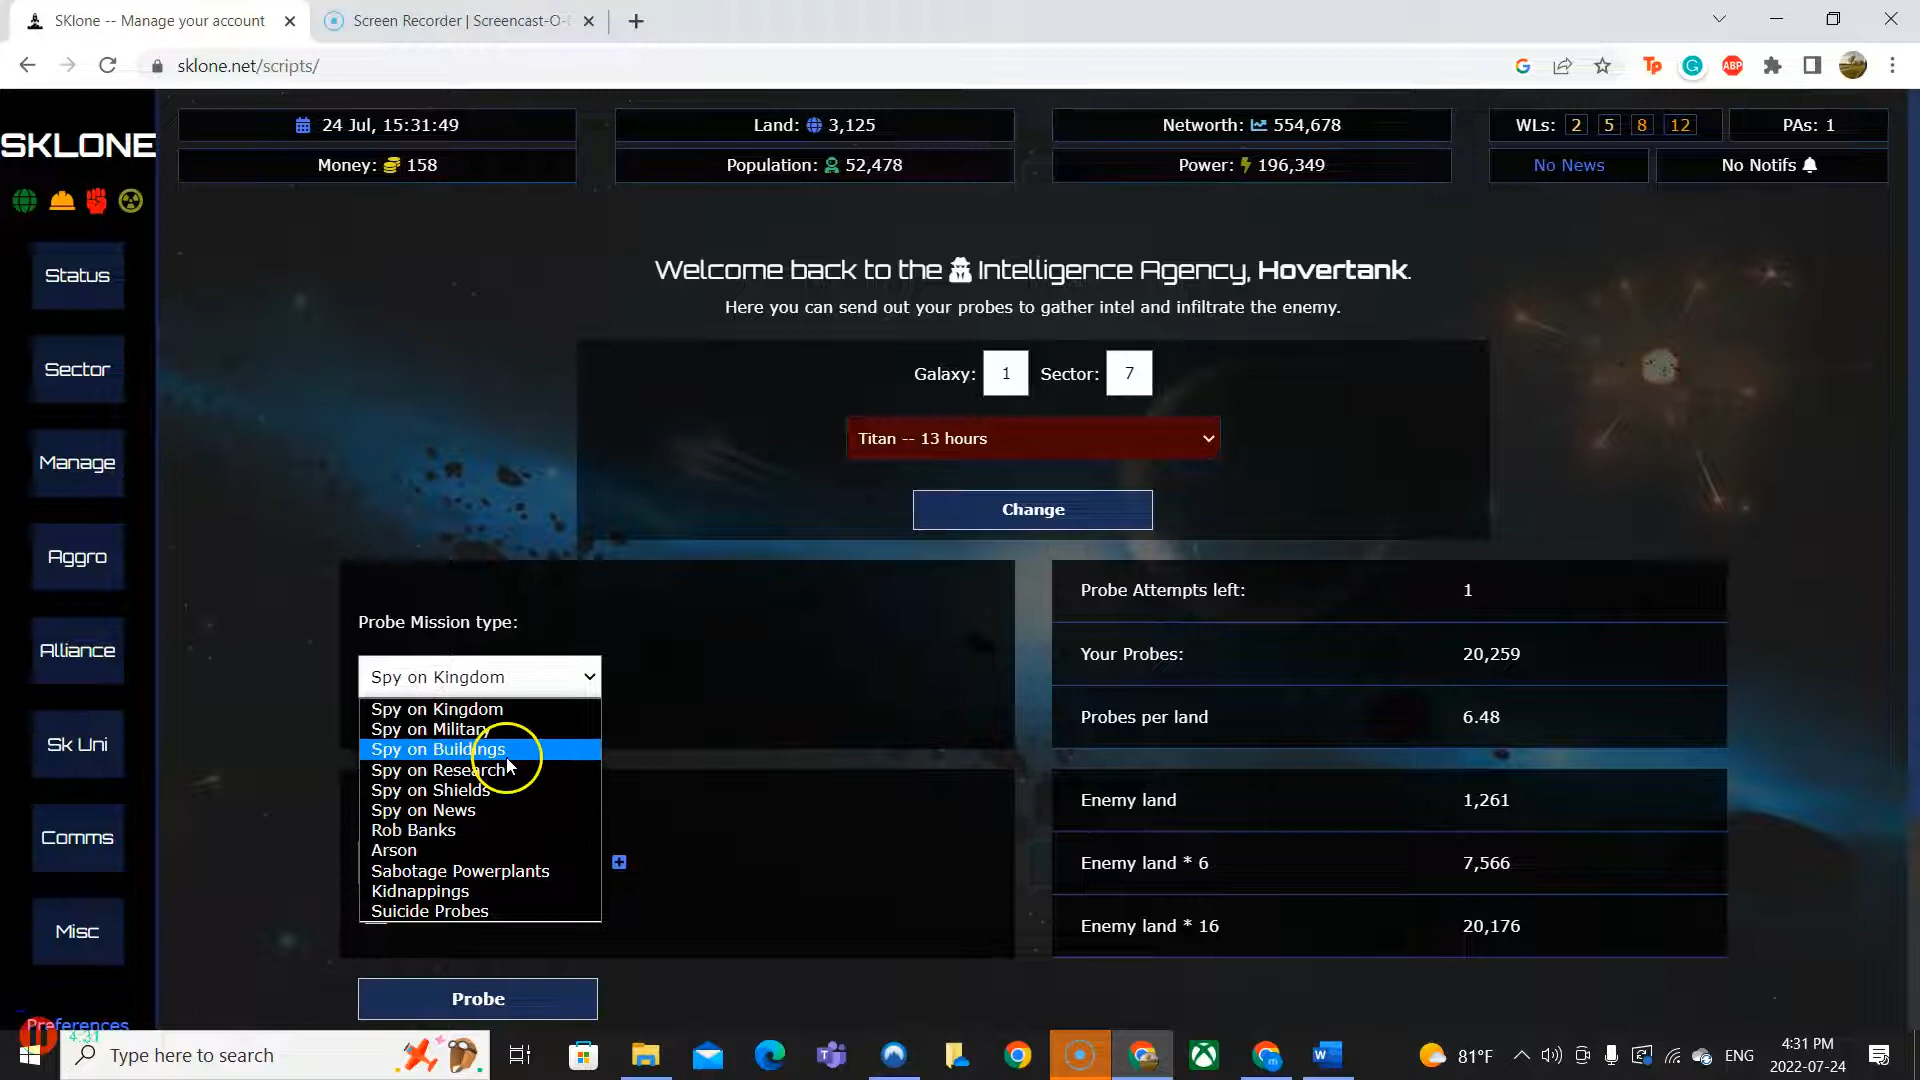 SKlone -- Manage your account
Screen Recorder | Screencast-O-
sklone.net/scripts/
SKLONE
24 Jul, 15:31:49
Land: 3,125
Networth: 554,678
WLs: 2 5 8 12
PAs: 1
Money: 158
Population: 52,478
Power: 196,349
No News
No Notifs
Status
Sector
Manage
Aggro
Alliance
Sk Uni
Comms
Misc
Preferences
Welcome back to the Intelligence Agency, Hovertank.
Here you can send out your probes to gather intel and infiltrate the enemy.
Galaxy: 1 Sector: 7
Titan -- 13 hours
Change
Probe Mission type:
Spy on Kingdom
Spy on Kingdom
Spy on Military
Spy on Buildings
Spy on Research
Spy on Shields
Spy on News
Rob Banks
Arson
Sabotage Powerplants
Kidnappings
Suicide Probes
Probe
Probe Attempts left: 1
Your Probes: 20,259
Probes per land 6.48
Enemy land 1,261
Enemy land * 6 7,566
Enemy land * 16 20,176
4:31
Type here to search
81°F
ENG
4:31 PM
2022-07-24